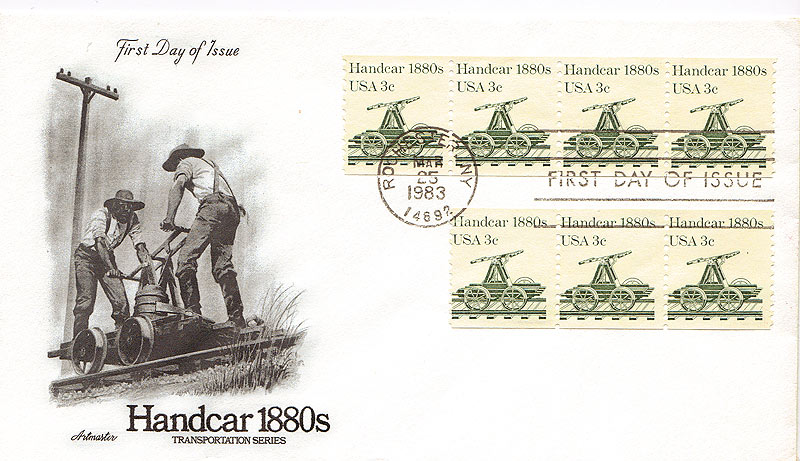 First Day of Issue
Handcar 1880s
USA 3c
Handcar 1880s
USA 3c
Handcar 1880s
USA 3c
Handcar 1880s
USA 3c
MAR
25
1983
14692
FIRST DAY OF ISSUE
Handcar 1880s
USA 3c
Handcar 1880s
USA 3c
Handcar 1880s
USA 3c
Handcar 1880s
TRANSPORTATION SERIES
Artmaster